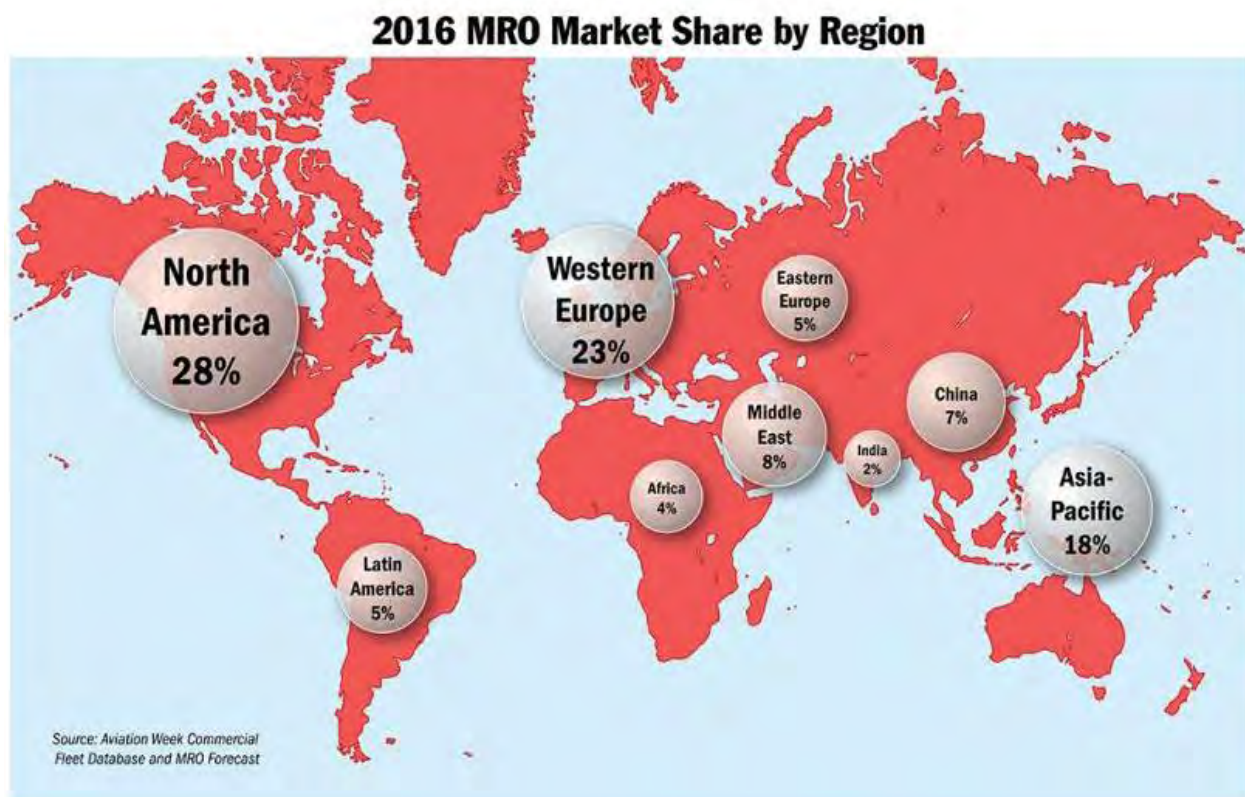 2016 MRO Market Share by Region
North
America
28%
Western
Europe
23%
Eastern
Europe
5%
China
7%
Middle
East
8%
India
2%
Africa
4%
Asia-
Pacific
18%
Latin
America
5%
Source: Aviation Week Commercial
Fleet Database and MRO Forecast